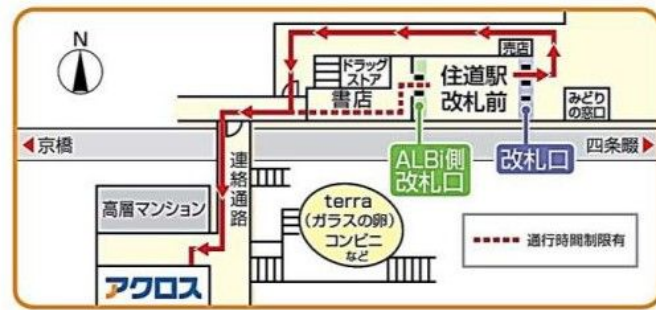 N
売店
ドラッグ
ストア
書店
住道駅
改札前
みどり
の窓口
京橋
ALBi側
改札口
改札口
四条畷
連絡通路
高層マンション
terra
(ガラスの卵)
コンビニ
など
通行時間制限有
アクロス